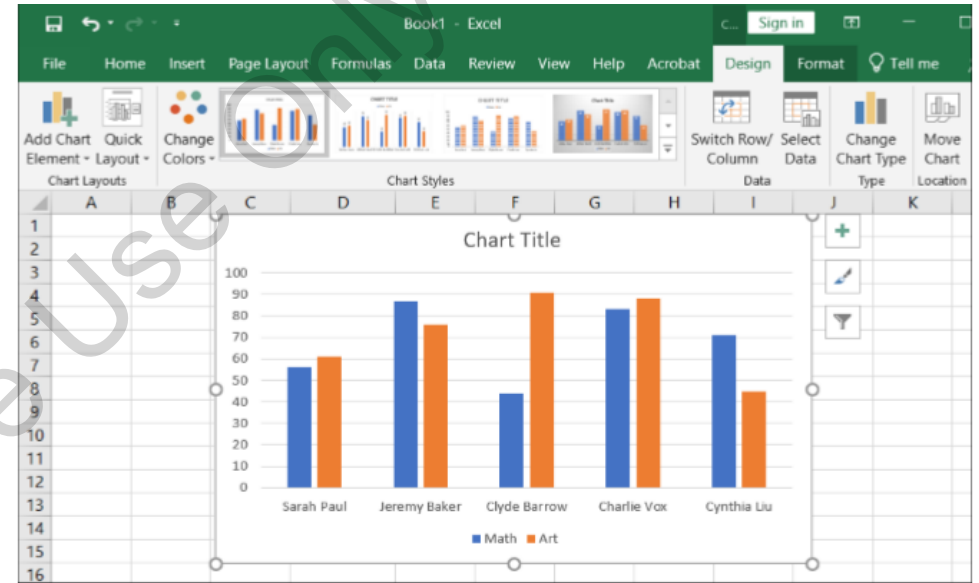 Book1 - Excel
c...
Sign in
File Home Insert Page Layout Formulas Data Review View Help Acrobat Design Format Tell me
Add Chart Element
Quick Layout
Change Colors
Switch Row/ Column
Select Data
Change Chart Type
Move Chart
Chart Layouts
Chart Styles
Data
Type
Location
A B C D E F G H I J K
1
2
3
4
5
6
7
8
9
10
11
12
13
14
15
16
Chart Title
100
90
80
70
60
50
40
30
20
10
0
Sarah Paul Jeremy Baker Clyde Barrow Charlie Vox Cynthia Liu
Math Art
e Use Only